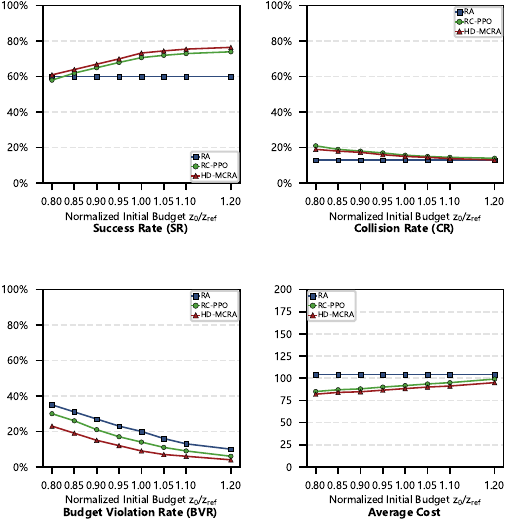 100%
80%
60%
40%
20%
0%
RA
RC-PPO
HD-MCRA
0.80 0.85 0.90 0.95 1.00 1.05 1.10 1.20
Normalized Initial Budget z₀/z_ref
Success Rate (SR)
100%
80%
60%
40%
20%
0%
RA
RC-PPO
HD-MCRA
0.80 0.85 0.90 0.95 1.00 1.05 1.10 1.20
Normalized Initial Budget z₀/z_ref
Collision Rate (CR)
100%
80%
60%
40%
20%
0%
RA
RC-PPO
HD-MCRA
0.80 0.85 0.90 0.95 1.00 1.05 1.10 1.20
Normalized Initial Budget z₀/z_ref
Budget Violation Rate (BVR)
200
175
150
125
100
75
50
25
0
RA
RC-PPO
HD-MCRA
0.80 0.85 0.90 0.95 1.00 1.05 1.10 1.20
Normalized Initial Budget z₀/z_ref
Average Cost